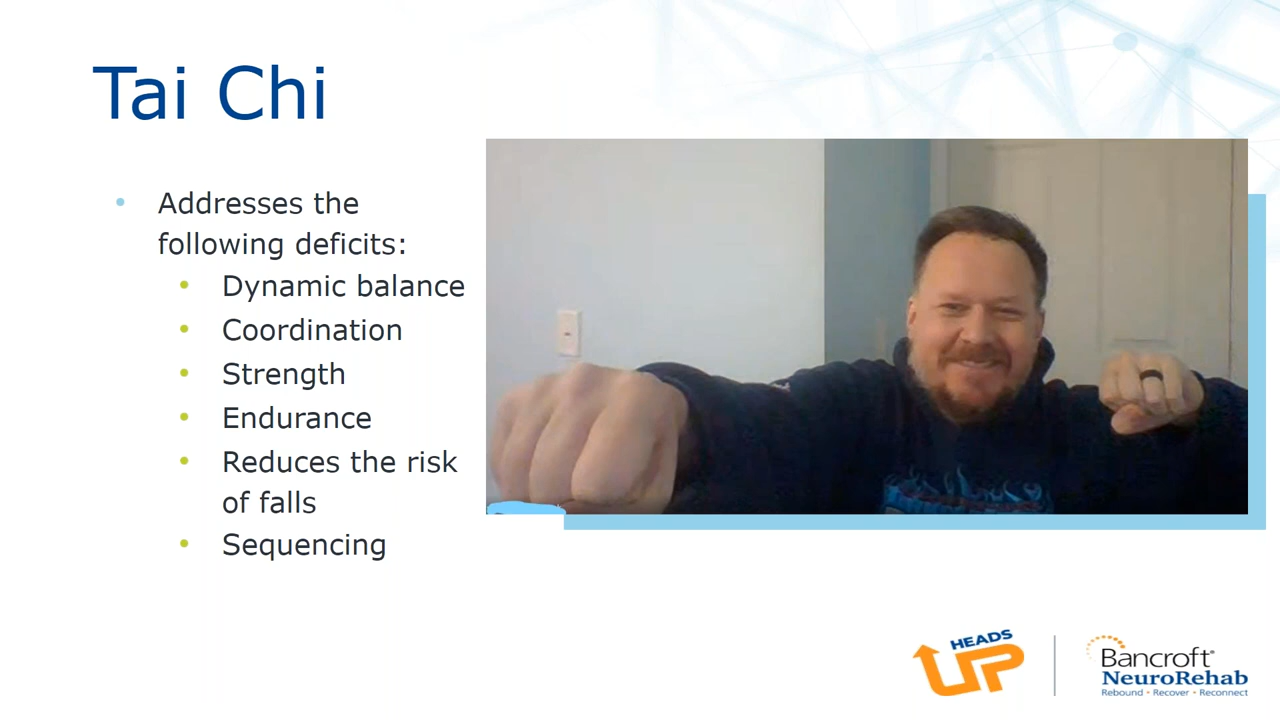 Tai Chi
• Addresses the
following deficits:
• Dynamic balance
• Coordination
• Strength
• Endurance
• Reduces the risk
of falls
• Sequencing
HEADS
UP
Bancroft®
NeuroRehab
Rebound • Recover • Reconnect